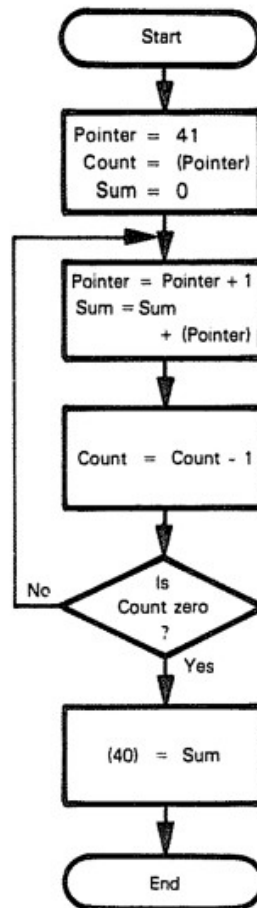 Start
Pointer = 41
Count = (Pointer)
Sum = 0
Pointer = Pointer + 1
Sum = Sum
+ (Pointer)
Count = Count - 1
Is
Count zero
?
No
Yes
(40) = Sum
End